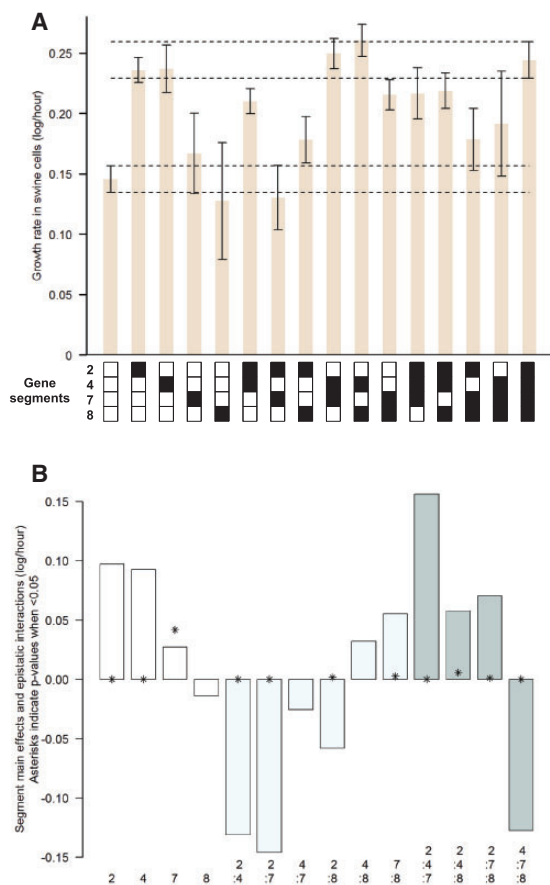 A
Growth rate in swine cells (log/hour)
0.25
0.20
0.15
0.10
0.05
0
Gene segments
2
4
7
8
B
Segment main effects and epistatic interactions (log/hour)
Asterisks indicate p-values when <0.05
0.15
0.10
0.05
0.00
-0.05
-0.10
-0.15
2 4 7 8 2 :4 2 :7 4 :7 2 :8 4 :8 7 :8 2 :4 :7 2 :4 :8 2 :7 :8 4 :7 :8